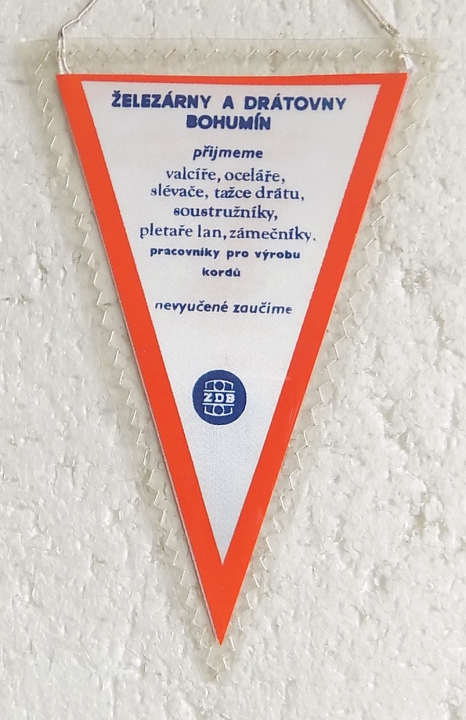 ŽELEZÁRNY A DRÁTOVNY
BOHUMÍN
přijmeme
valcíře, oceláře,
slévače, tažce drátu,
soustružníky,
pletaře lan, zámečníky,
pracovníky pro výrobu
kordů
nevyučené zaučíme
ZDB